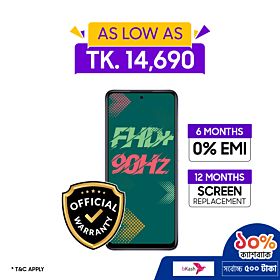 AS LOW AS
TK. 14,690
FHD+
90Hz
6 MONTHS
0% EMI
12 MONTHS
SCREEN
REPLACEMENT
OFFICIAL
WARRANTY
* T&C APPLY
bKash
১০%
ক্যাশব্যাক
সর্বোচ্চ ৫০০ টাকা